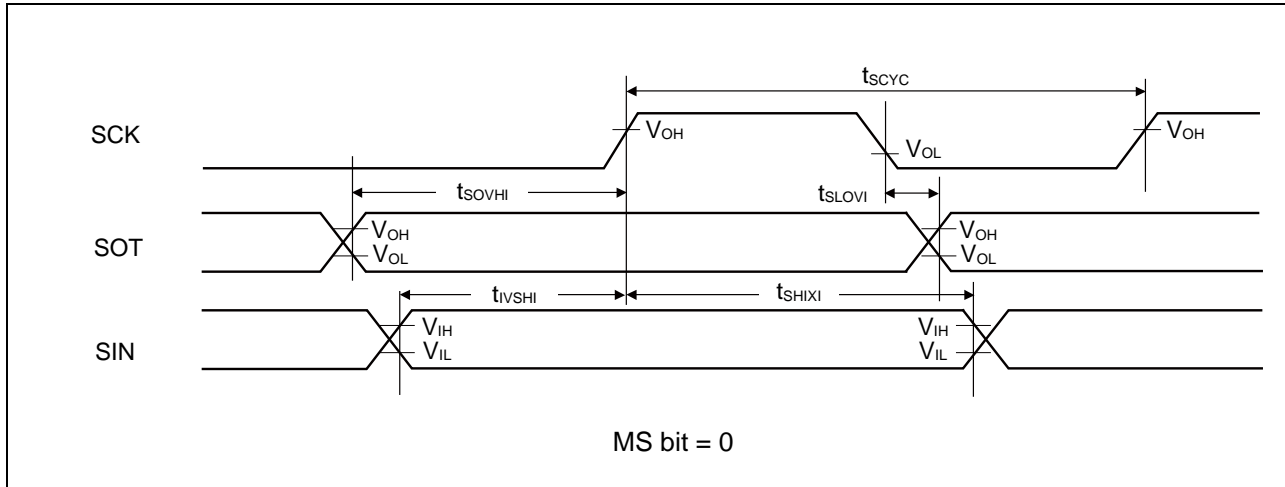 tSCYC
SCK
VOH
VOL
VOH
tSOVHI
tSLOVI
SOT
VOH
VOL
VOH
VOL
tIVSHI
tSHIXI
SIN
VIH
VIL
VIH
VIL
MS bit = 0